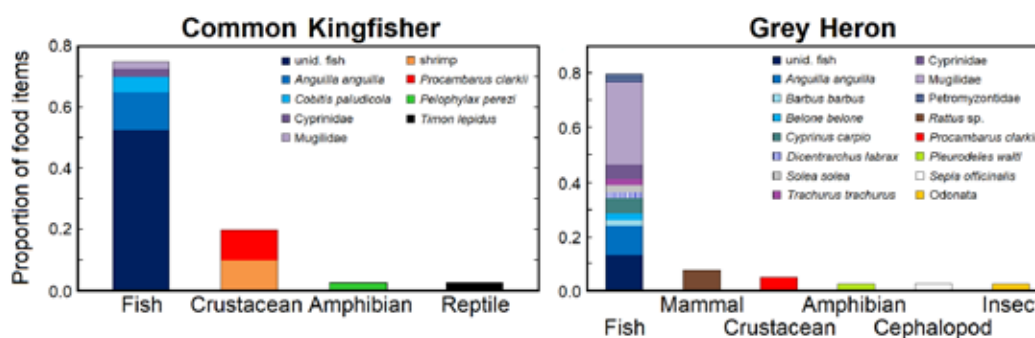 Common Kingfisher
Proportion of food items
0.8
0.6
0.4
0.2
0.0
unid. fish
Anguilla anguilla
Cobitis paludicola
Cyprinidae
Mugilidae
shrimp
Procambarus clarkii
Pelophylax perezi
Timon lepidus
Fish
Crustacean
Amphibian
Reptile
Grey Heron
0.8
0.6
0.4
0.2
0.0
unid. fish
Anguilla anguilla
Barbus barbus
Belone belone
Cyprinus carpio
Dicentrarchus labrax
Solea solea
Trachurus trachurus
Cyprinidae
Mugilidae
Petromyzontidae
Rattus sp.
Procambarus clarkii
Pleurodeles waltl
Sepia officinalis
Odonata
Fish
Mammal
Crustacean
Amphibian
Cephalopod
Insec